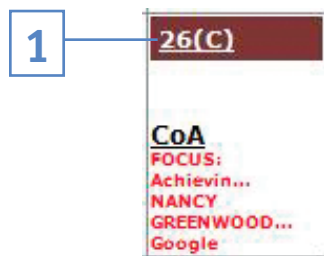 1
26(C)
CoA
FOCUS:
Achievin...
NANCY
GREENWOOD...
Google